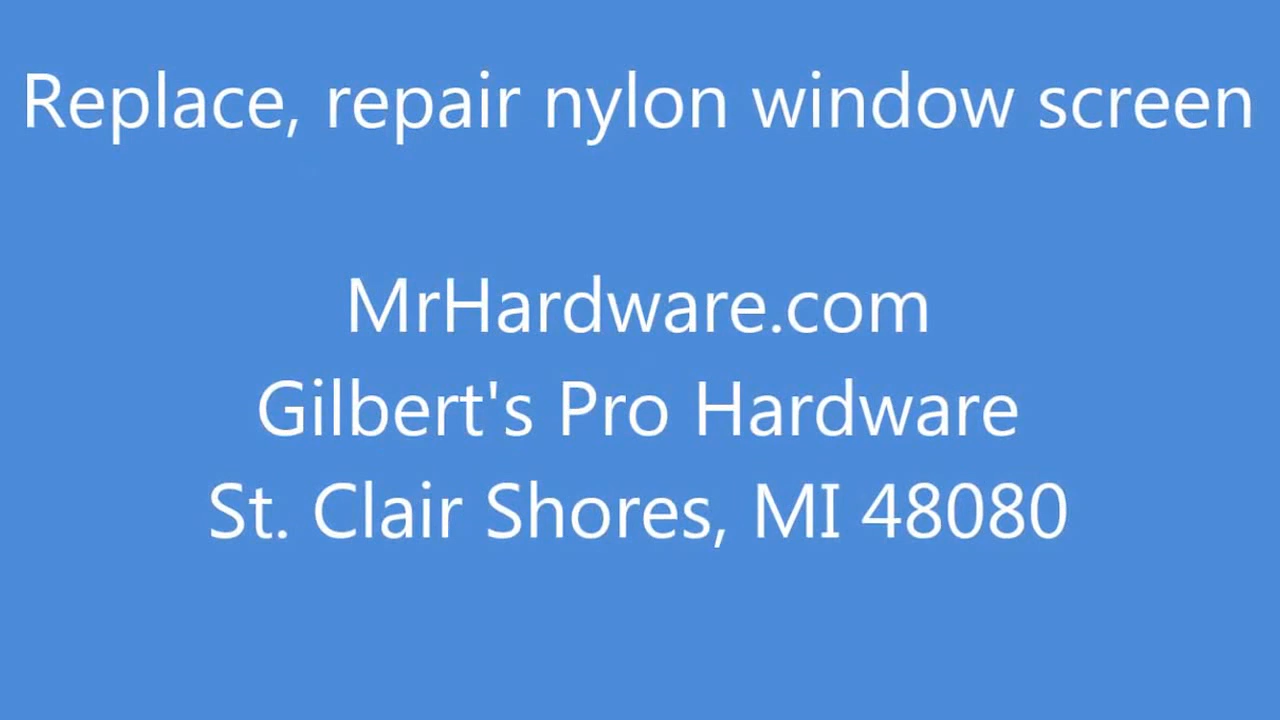 Replace, repair nylon window screen
MrHardware.com
Gilbert's Pro Hardware
St. Clair Shores, MI 48080